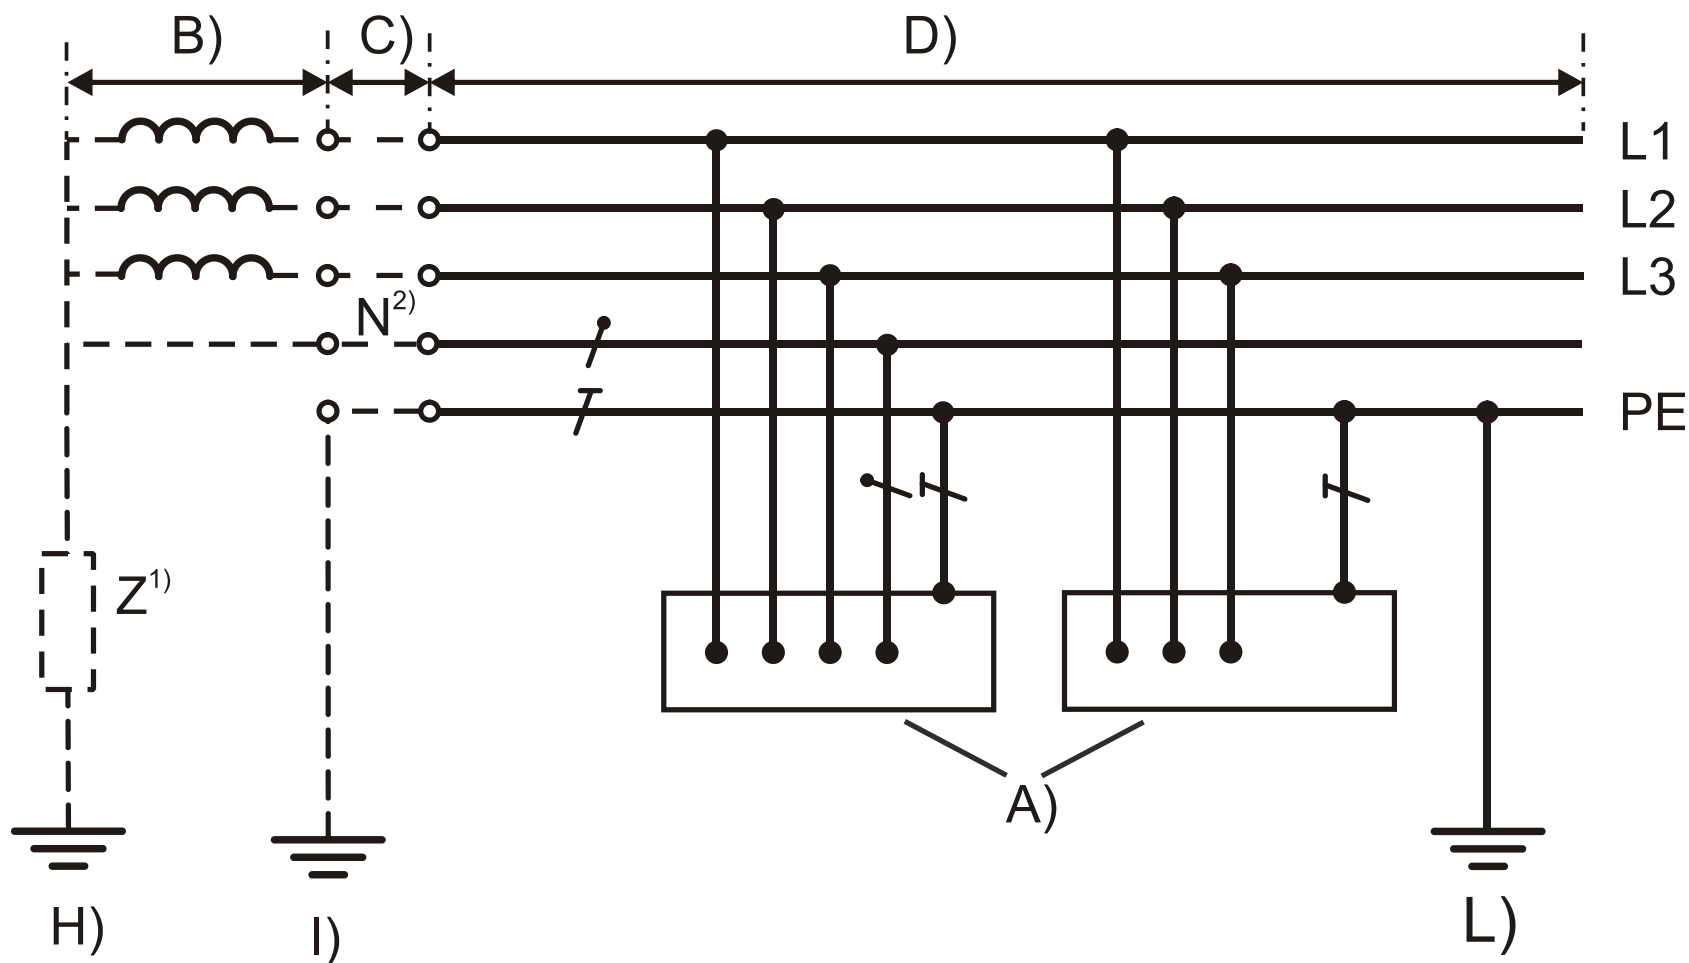 B) C) D)
L1
L2
L3
N²⁾
PE
Z¹⁾
A)
H)
I)
L)